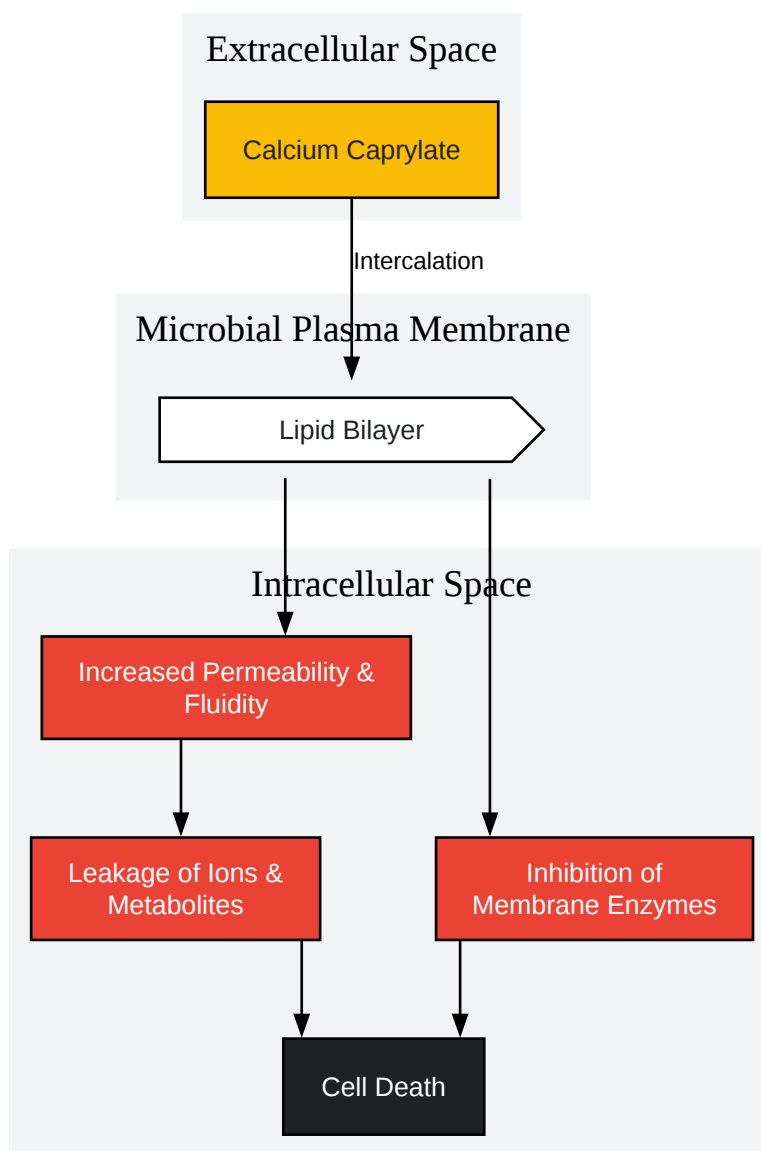 Extracellular Space
Calcium Caprylate
Intercalation
Microbial Plasma Membrane
Lipid Bilayer
Intracellular Space
Increased Permeability &
Fluidity
Leakage of Ions &
Metabolites
Inhibition of
Membrane Enzymes
Cell Death